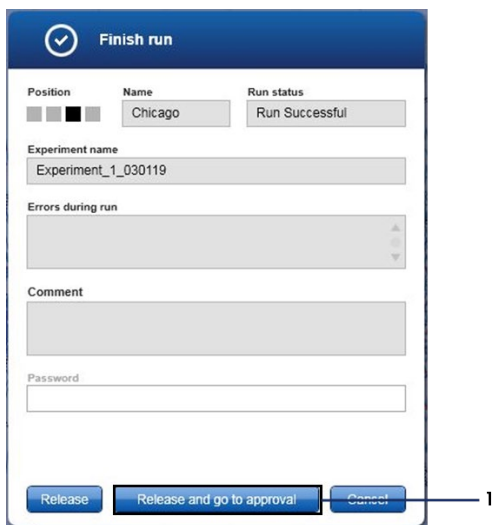 Finish run
Position Name Run status
Chicago Run Successful
Experiment name
Experiment_1_030119
Errors during run
Comment
Password
Release Release and go to approval Cancel 1